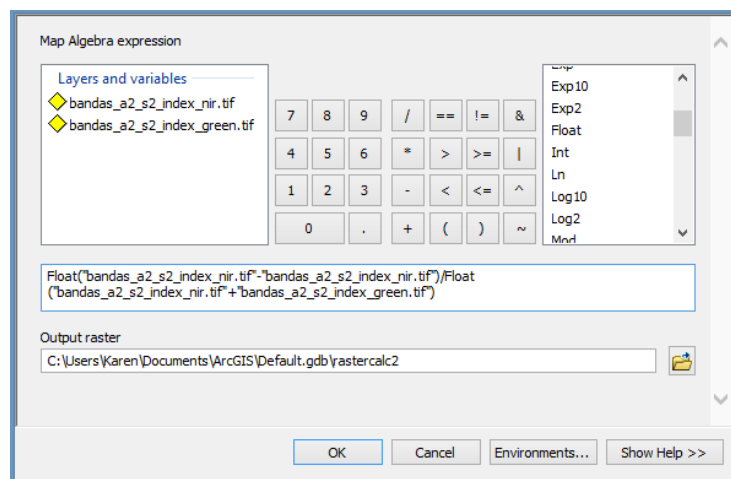 Map Algebra expression
Layers and variables
bandas_a2_s2_index_nir.tif
bandas_a2_s2_index_green.tif
7 8 9 / == != &
4 5 6 * > >= |
1 2 3 - < <= ^
0 . + ( ) ~
Exp
Exp10
Exp2
Float
Int
Ln
Log10
Log2
Mod
Float("bandas_a2_s2_index_nir.tif"-"bandas_a2_s2_index_nir.tif")/Float
("bandas_a2_s2_index_nir.tif"+"bandas_a2_s2_index_green.tif")
Output raster
C:\Users\Karen\Documents\ArcGIS\Default.gdb\rastercalc2
OK Cancel Environments... Show Help >>